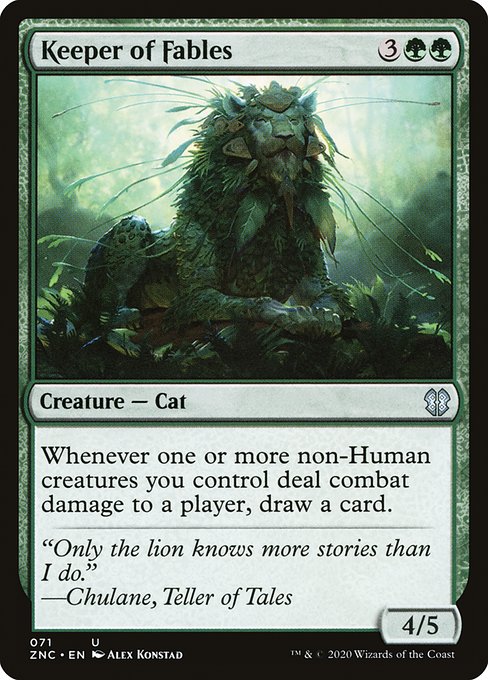 Keeper of Fables 3
Creature — Cat
Whenever one or more non-Human
creatures you control deal combat
damage to a player, draw a card.
“Only the lion knows more stories than
I do.”
—Chulane, Teller of Tales
4/5
071 U
ZNC • EN Alex Konstad
™ & © 2020 Wizards of the Coast